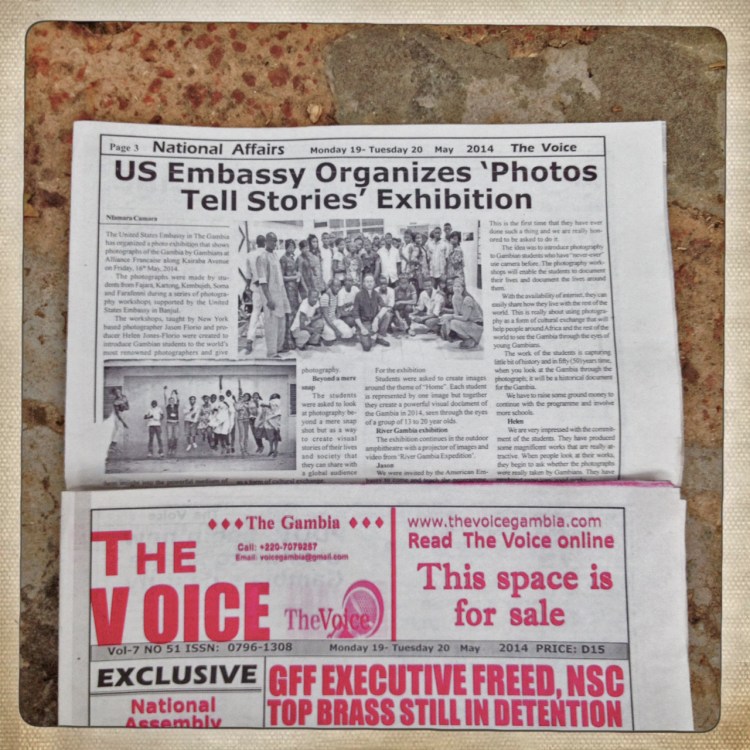 Page 3 National Affairs Monday 19- Tuesday 20 May 2014 The Voice
US Embassy Organizes ‘Photos
Tell Stories’ Exhibition
Nfamara Camara
The United States Embassy in The Gambia
has organized a photo exhibition that shows
photographs of the Gambia by Gambians at
Alliance Francaise along Kairaba Avenue
on Friday, 16th May, 2014.
The photographs were made by stu-
dents from Fajara, Kartong, Kembujeh, Soma
and Farafenni during a series of photogra-
phy workshops, supported by the United
States Embassy in Banjul.
The workshops, taught by New York
based photographer Jason Florio and pro-
ducer Helen Jones-Florio were created to
introduce Gambian students to the world's
most renowned photographers and give
photography.
Beyond a mere
snap
The students
were asked to look
at photography be-
yond a mere snap
shot but as a way
to create visual
stories of their lives
and society that
they can share with
a global audience
For the exhibition
Students were asked to create images
around the theme of "Home". Each student
is represented by one image but together
they create a powerful visual document of
the Gambia in 2014, seen through the eyes
of a group of 13 to 20 year olds.
River Gambia exhibition
The exhibition continues in the outdoor
amphitheatre with a projector of images and
video from 'River Gambia Expedition'.
Jason
We were invited by the American Em-
This is the first time that they have ever
done such a thing and we are really hon-
ored to be asked to do it.
The idea was to introduce photography
to Gambian students who have 'never-ever'
use camera before. The photography work-
shops will enable the students to document
their lives and document the lives around
them.
With the availability of internet, they can
easily share how they live with the rest of the
world. This is really about using photogra-
phy as a form of cultural exchange that will
help people around Africa and the rest of the
world to see the Gambia through the eyes of
young Gambians.
The work of the students is capturing
little bit of history and in fifty (50) years time,
when you look at the Gambia through the
photograph; it will be a historical document
for the Gambia.
We have to raise some ground money to
continue with the programme and involve
more schools.
Helen
We are very impressed with the commit-
ment of the students. They have produced
some magnificent works that are really at-
tractive. When people look at their works,
they begin to ask whether the photographs
were really taken by Gambians. They have
The Gambia
Call: +220-7079257
Email: voicegambia@gmail.com
THE
VOICE
TheVoice
www.thevoicegambia.com
Read The Voice online
This space is
for sale
Vol-7 NO 51 ISSN: 0796-1308 Monday 19- Tuesday 20 May 2014 PRICE: D15
EXCLUSIVE
National
Assembly
GFF EXECUTIVE FREED, NSC
TOP BRASS STILL IN DETENTION